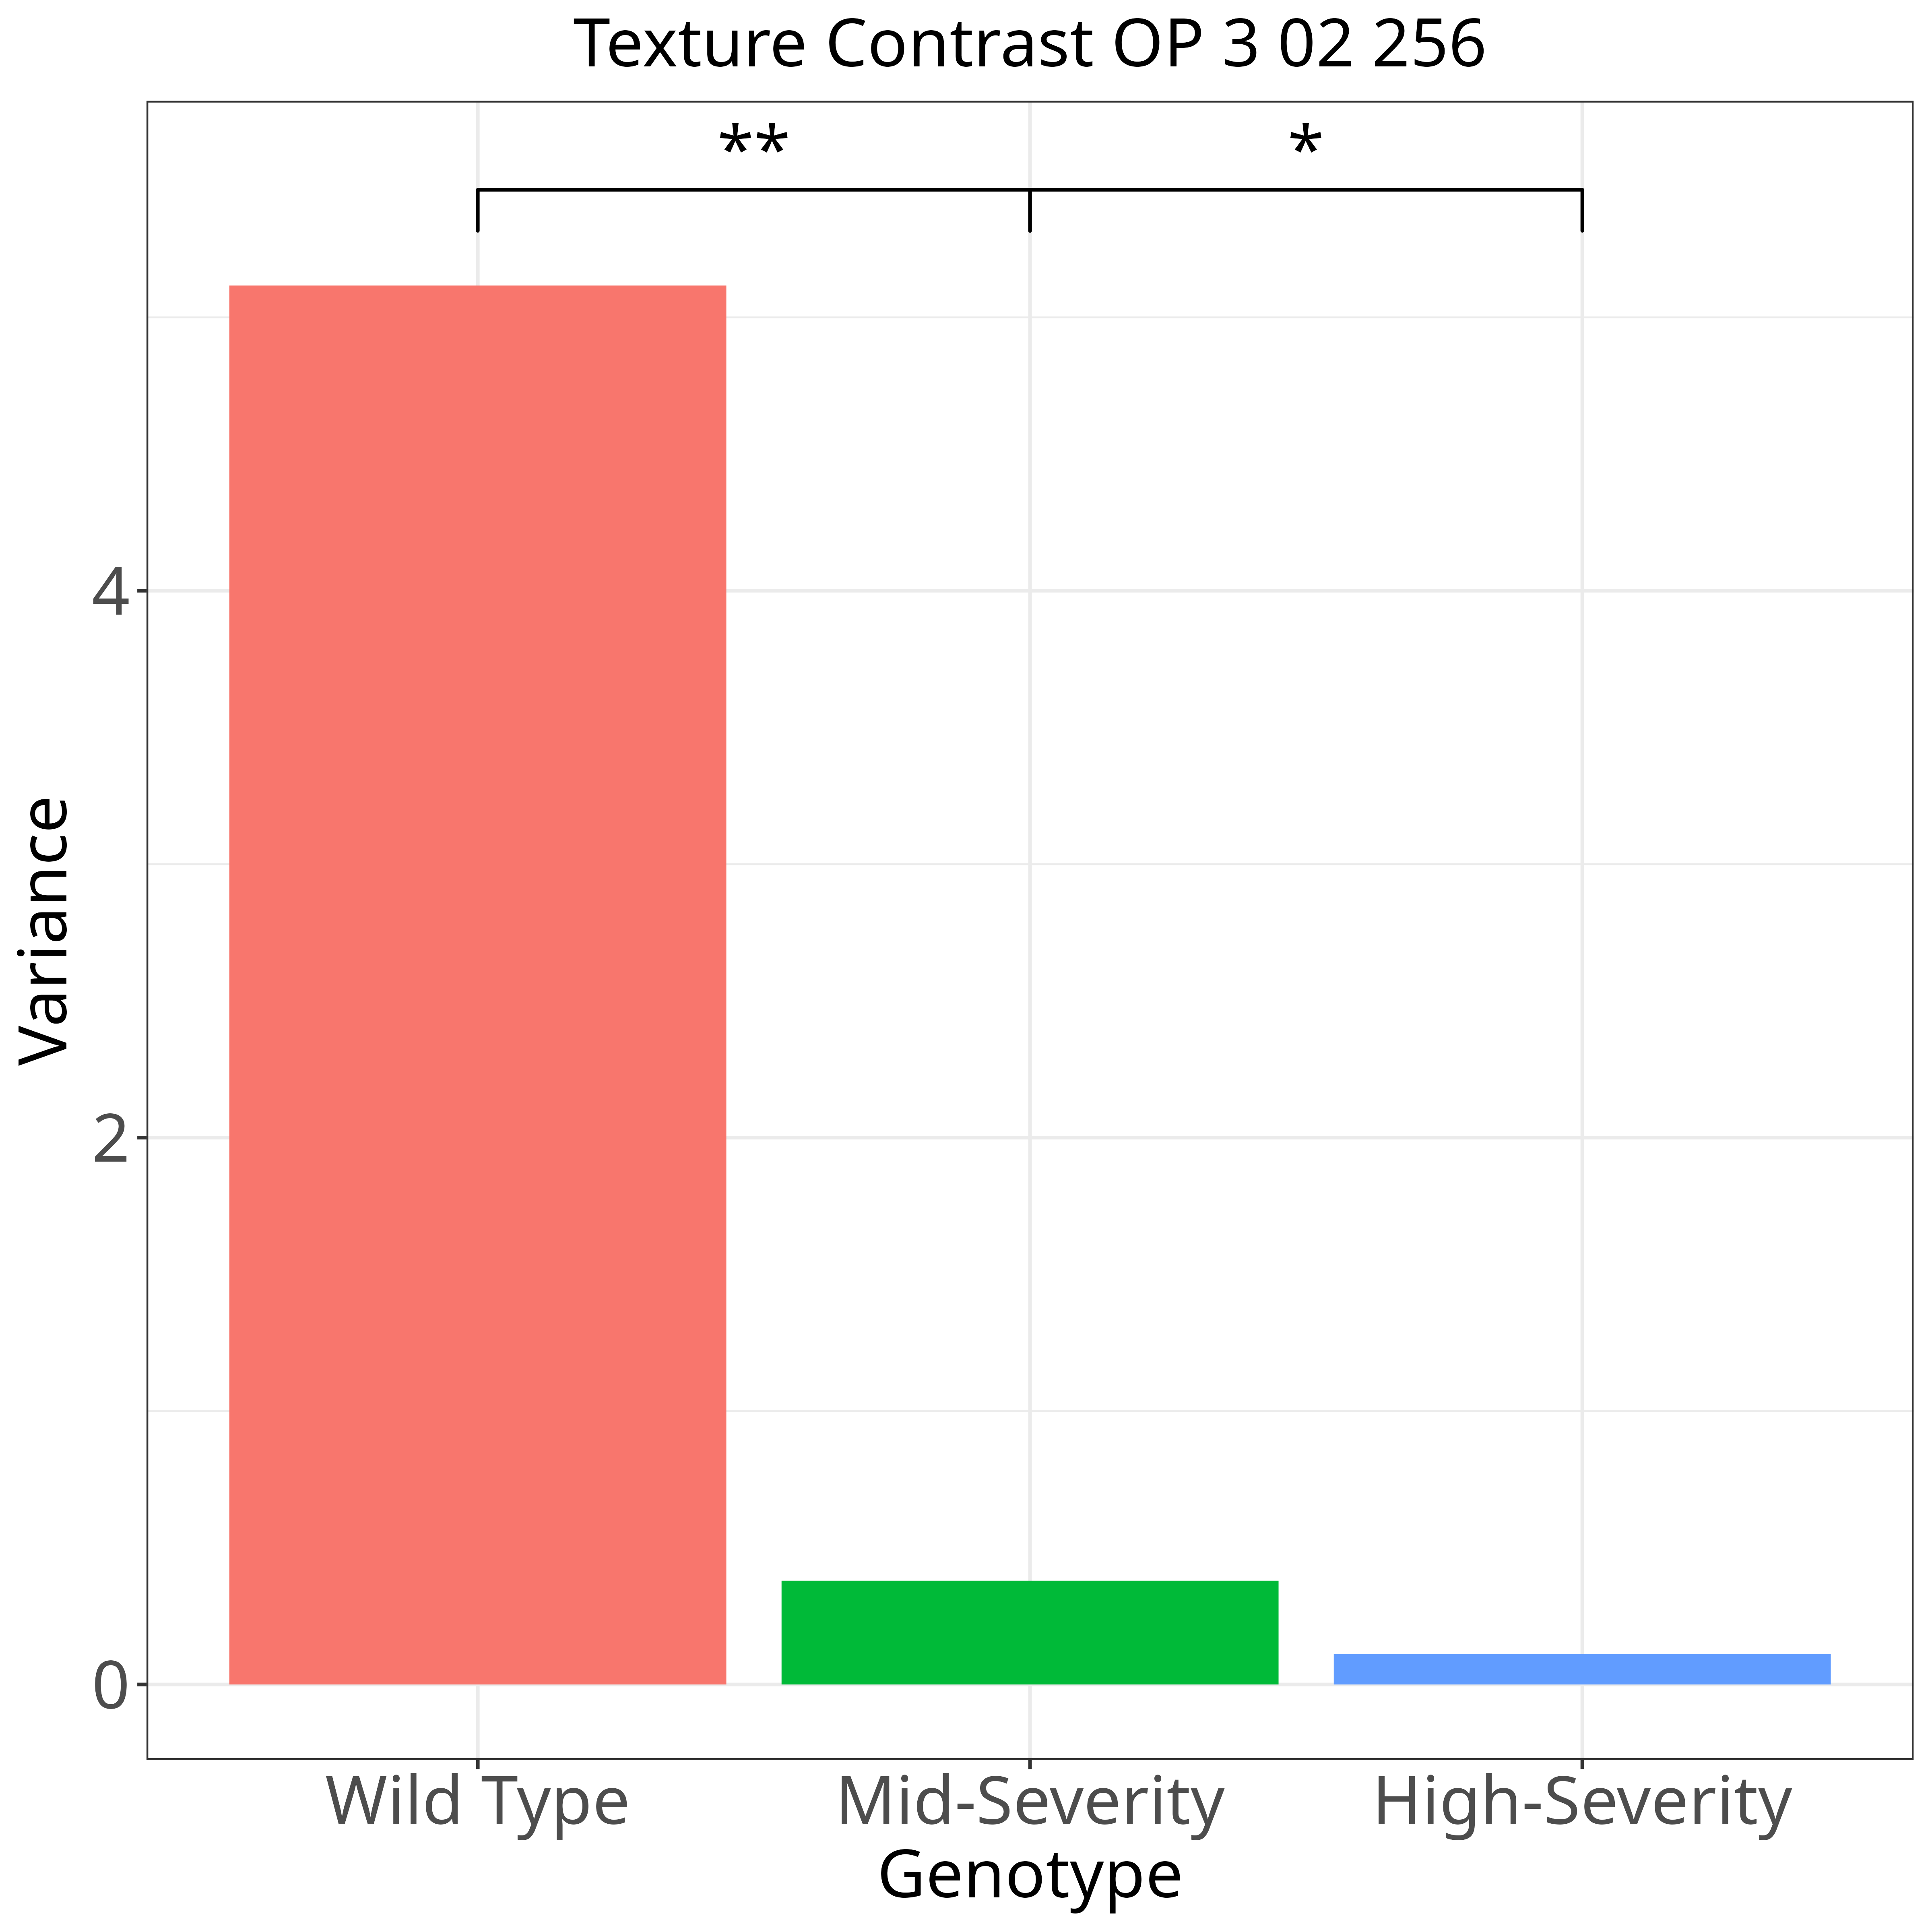 Texture Contrast OP 3 02 256
** *
4
2
0
Variance
Wild Type Mid-Severity High-Severity
Genotype